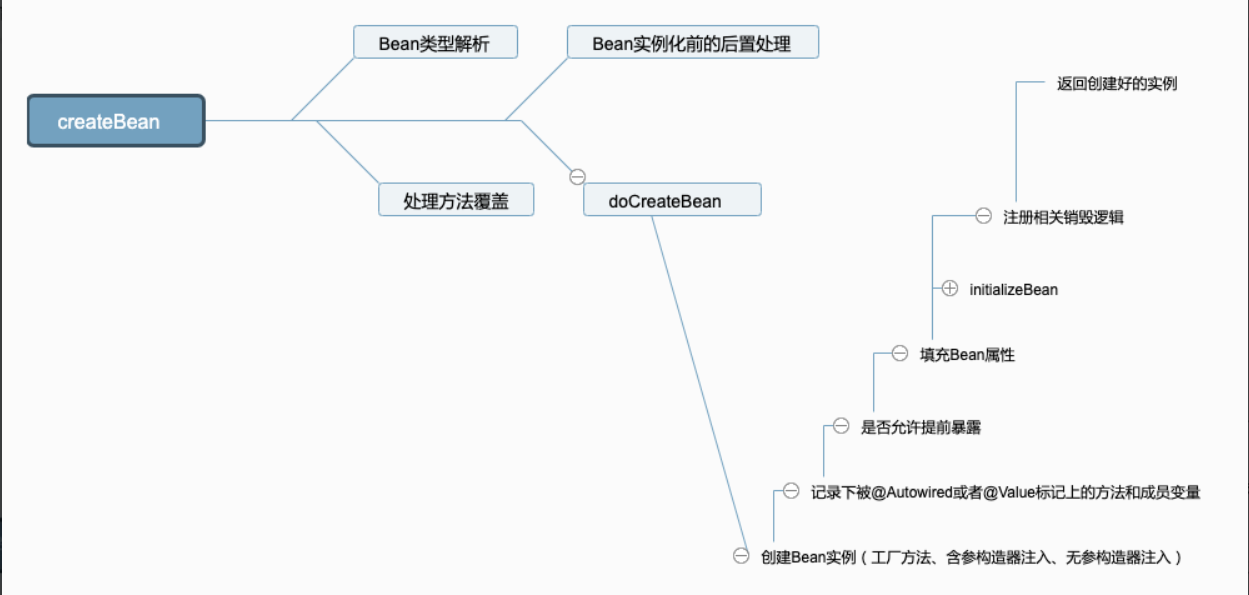 Bean类型解析
Bean实例化前的后置处理
返回创建好的实例
createBean
处理方法覆盖
doCreateBean
注册相关销毁逻辑
initializeBean
填充Bean属性
是否允许提前暴露
记录下被@Autowired或者@Value标记上的方法和成员变量
创建Bean实例（工厂方法、含参构造器注入、无参构造器注入）